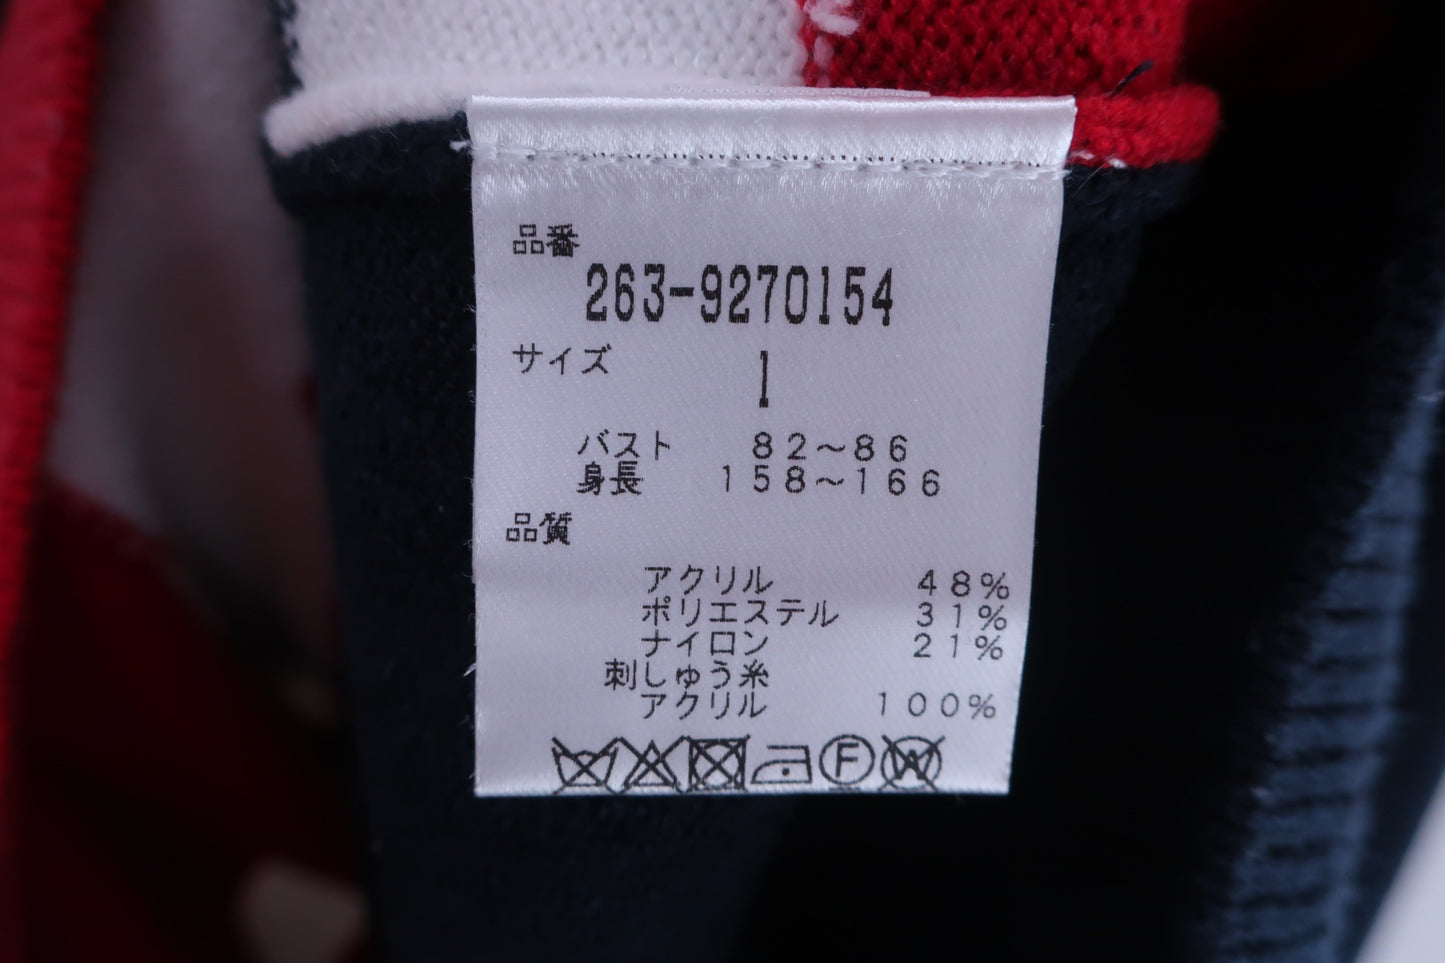 品番
263-9270154
サイズ 1
バスト 82～86
身長 158～166
品質
アクリル 48%
ポリエステル 31%
ナイロン 21%
刺しゅう糸
アクリル 100%
F W